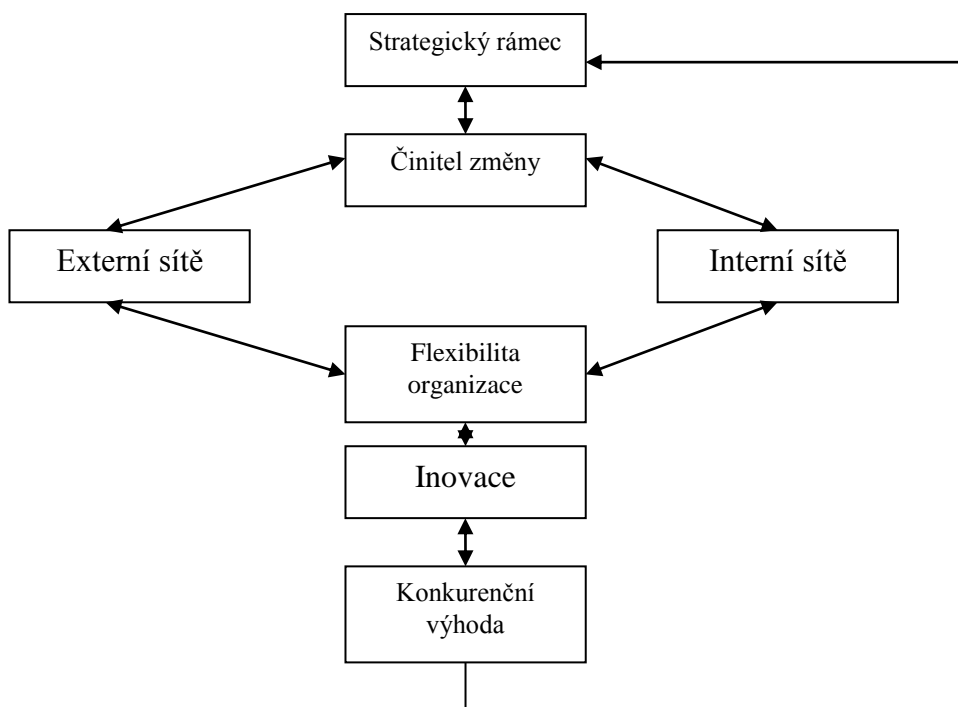 Strategický rámec
Činitel změny
Externí sítě
Interní sítě
Flexibilita
organizace
Inovace
Konkurenční
výhoda